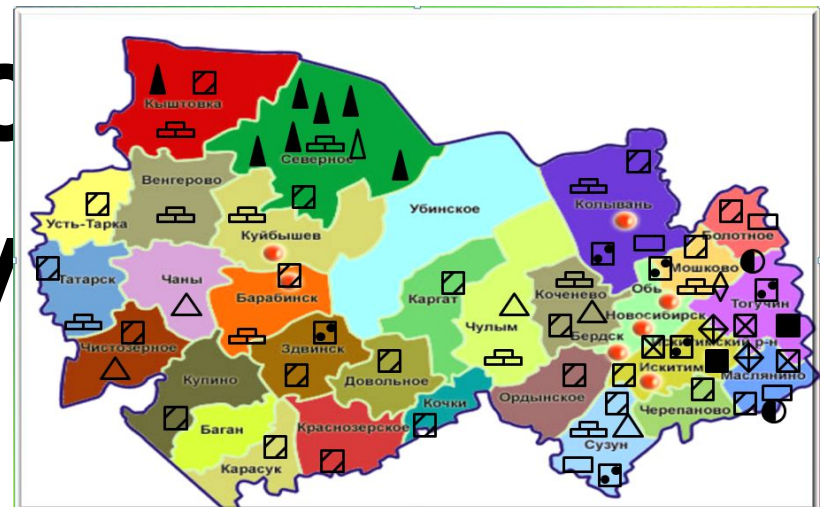 Кыштовка
Северное
Венгерово
Усть-Тарка
Куйбышев
Убинское
Колывань
Болотное
Татарск
Чаны
Барабинск
Каргат
Чулым
Коченево
Обь
Мошково
Тогучин
Новосибирск
Бердск
Искитимский р-н
Чистоозерное
Здвинск
Довольное
Искитим
Маслянино
Купино
Кочки
Ордынское
Черепаново
Баган
Краснозерское
Сузун
Карасук